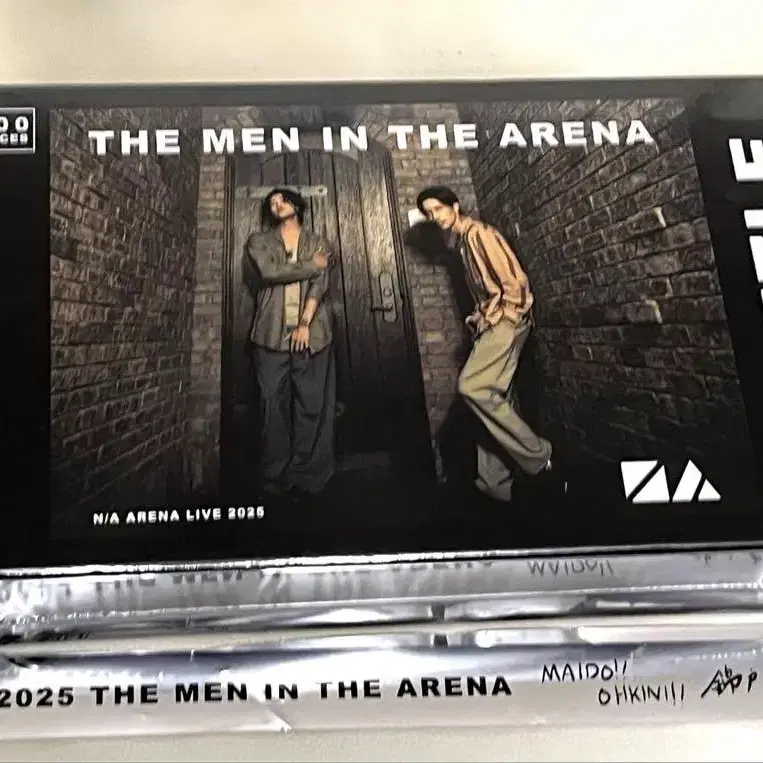 THE MEN IN THE ARENA
N/A ARENA LIVE 2025
2025 THE MEN IN THE ARENA
MAIDO!!
OHKINI!!